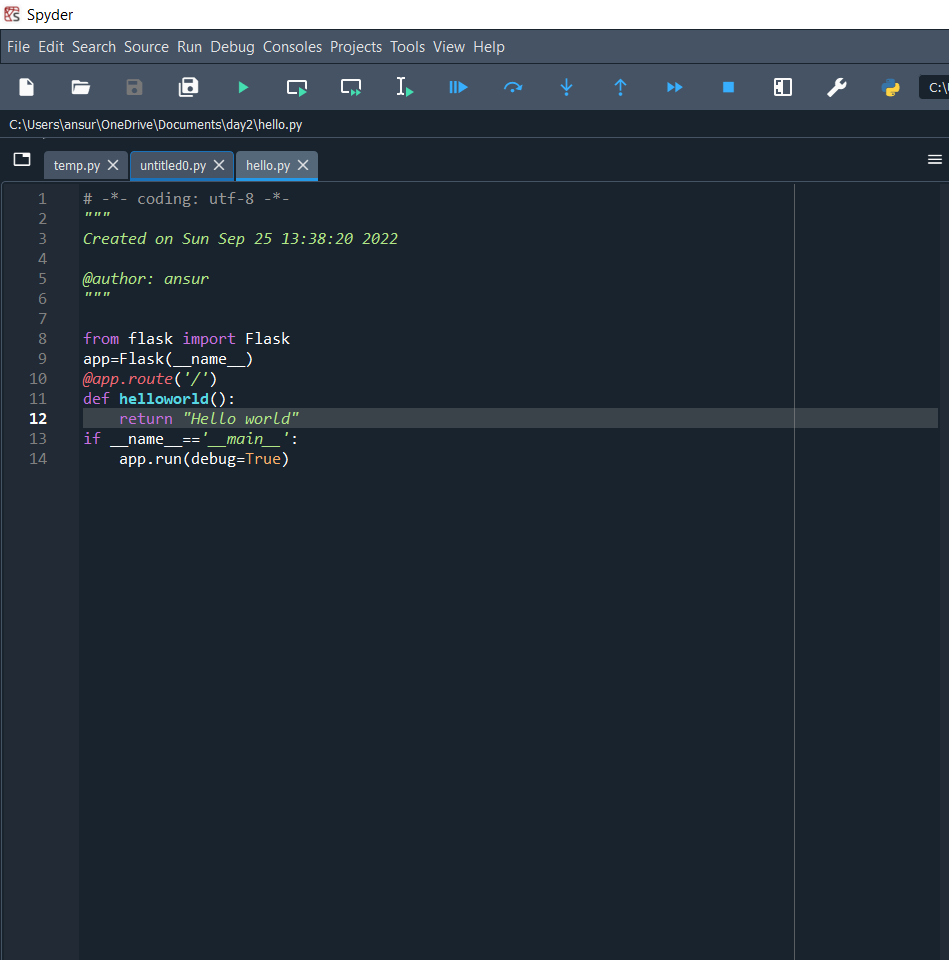 Spyder
File Edit Search Source Run Debug Consoles Projects Tools View Help
C:\
C:\Users\ansur\OneDrive\Documents\day2\hello.py
temp.py untitled0.py hello.py
1 # -*- coding: utf-8 -*-
2 """
3 Created on Sun Sep 25 13:38:20 2022
4
5 @author: ansur
6 """
7
8 from flask import Flask
9 app=Flask(__name__)
10 @app.route('/')
11 def helloworld():
12     return "Hello world"
13 if __name__=='__main__':
14     app.run(debug=True)